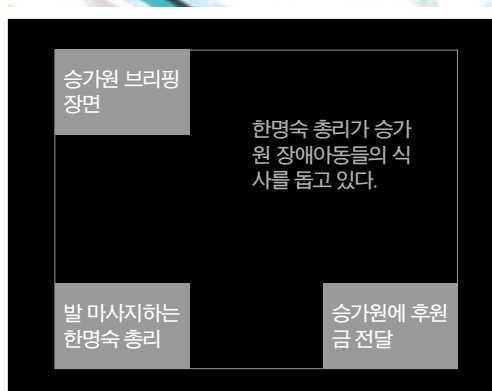 승가원 브리핑
장면
한명숙 총리가 승가
원 장애아동들의 식
사를 돕고 있다.
발 마사지하는
한명숙 총리
승가원에 후원
금 전달